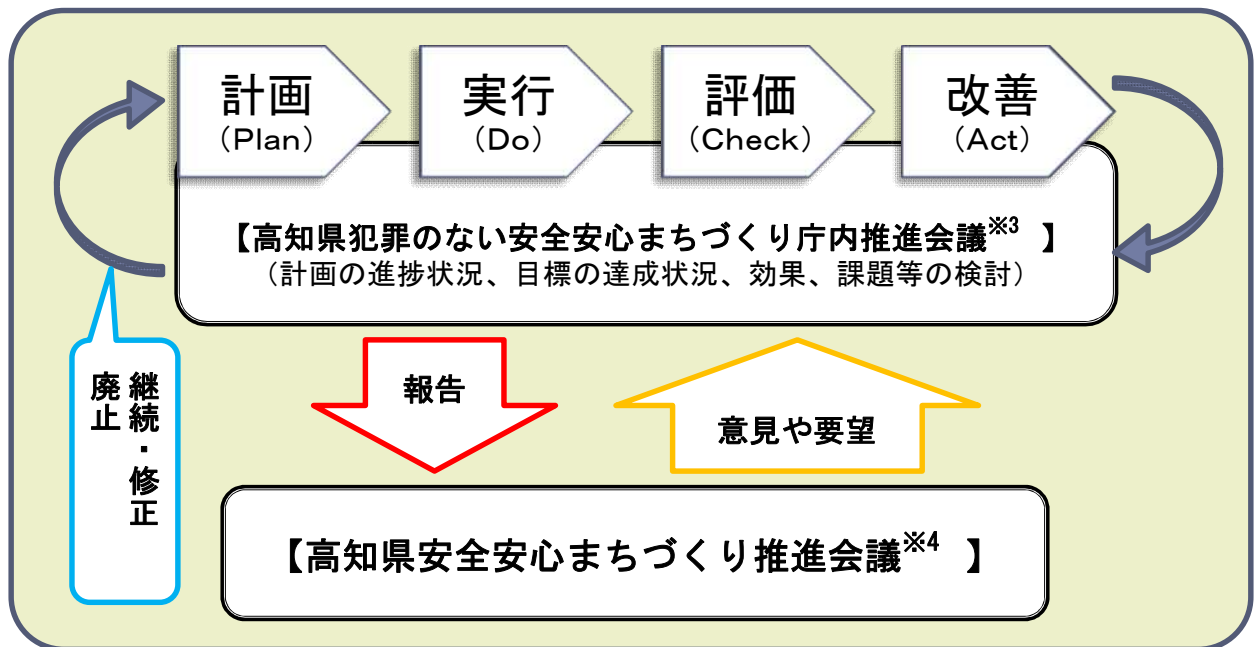 計画
（Plan）
実行
（Do）
評価
（Check）
改善
（Act）
【高知県犯罪のない安全安心まちづくり庁内推進会議※3 】
（計画の進捗状況、目標の達成状況、効果、課題等の検討）
継続・修正
廃止
報告
意見や要望
【高知県安全安心まちづくり推進会議※4 】